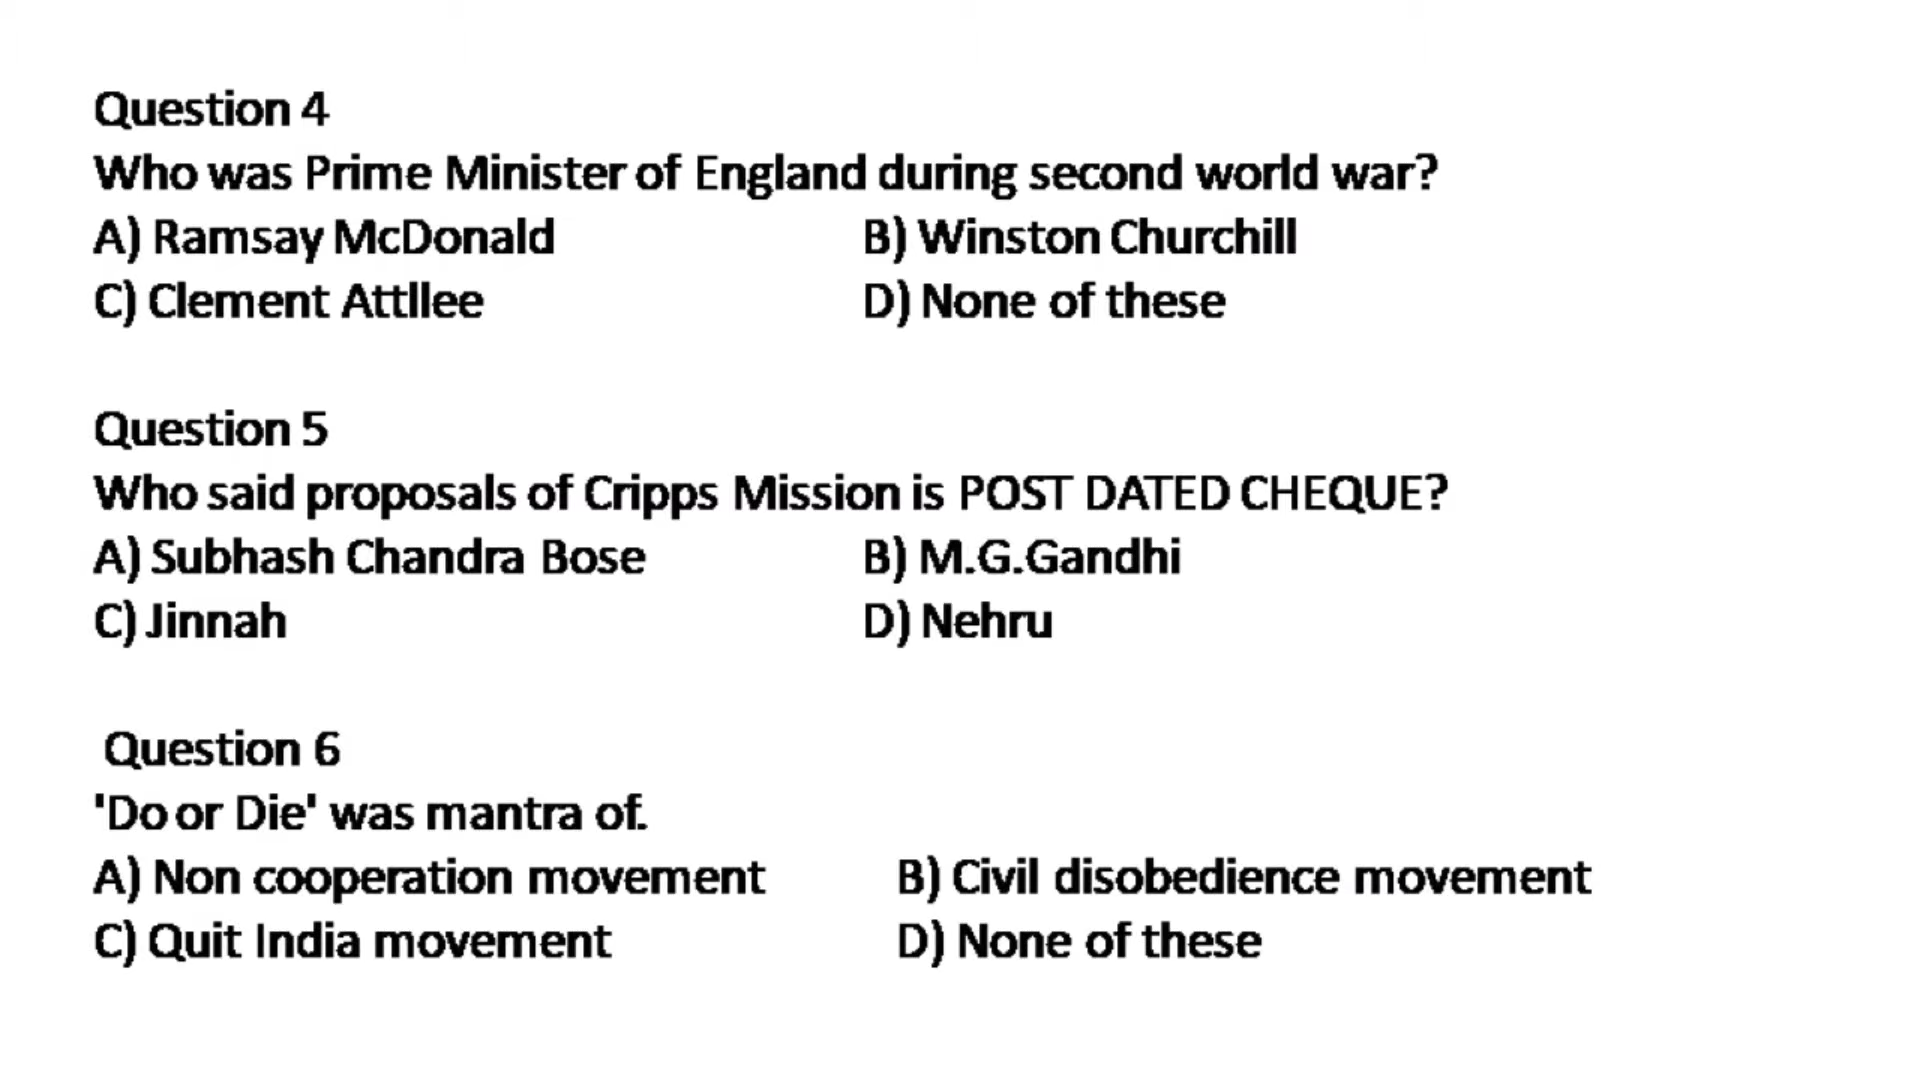 Question 4
Who was Prime Minister of England during second world war?
A) Ramsay McDonald B) Winston Churchill
C) Clement Attllee D) None of these
Question 5
Who said proposals of Cripps Mission is POST DATED CHEQUE?
A) Subhash Chandra Bose B) M.G.Gandhi
C) Jinnah D) Nehru
Question 6
'Do or Die' was mantra of.
A) Non cooperation movement B) Civil disobedience movement
C) Quit India movement D) None of these